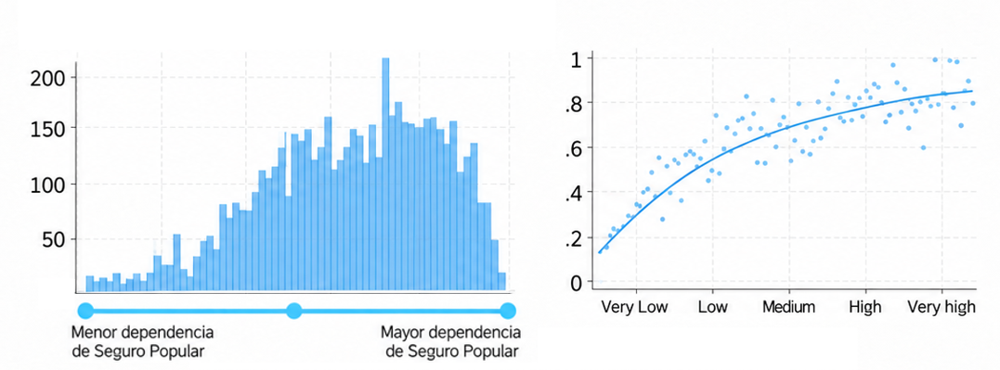 200
150
100
50
Menor dependencia
de Seguro Popular
Mayor dependencia
de Seguro Popular
1
.8
.6
.4
.2
0
Very Low
Low
Medium
High
Very high